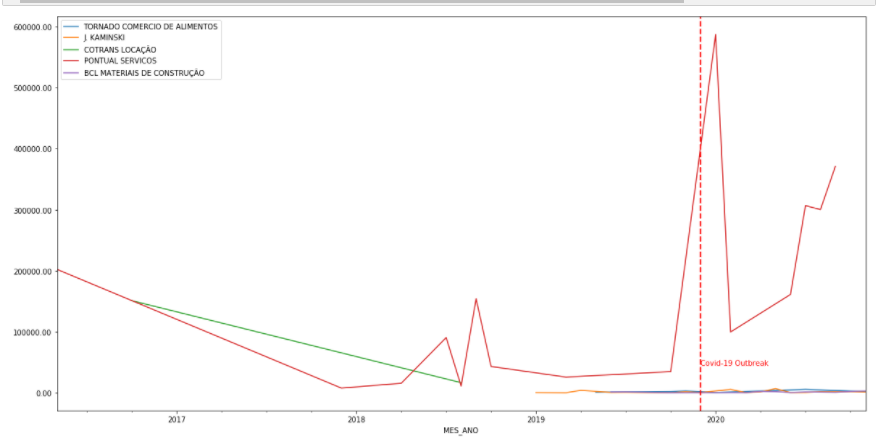 600000.00
500000.00
400000.00
300000.00
200000.00
100000.00
0.00
TORNADO COMERCIO DE ALIMENTOS
J. KAMINSKI
COTRANS LOCAÇÃO
PONTUAL SERVICOS
BCL MATERIAIS DE CONSTRUÇÃO
Covid-19 Outbreak
2017 2018 2019 2020
MES_ANO